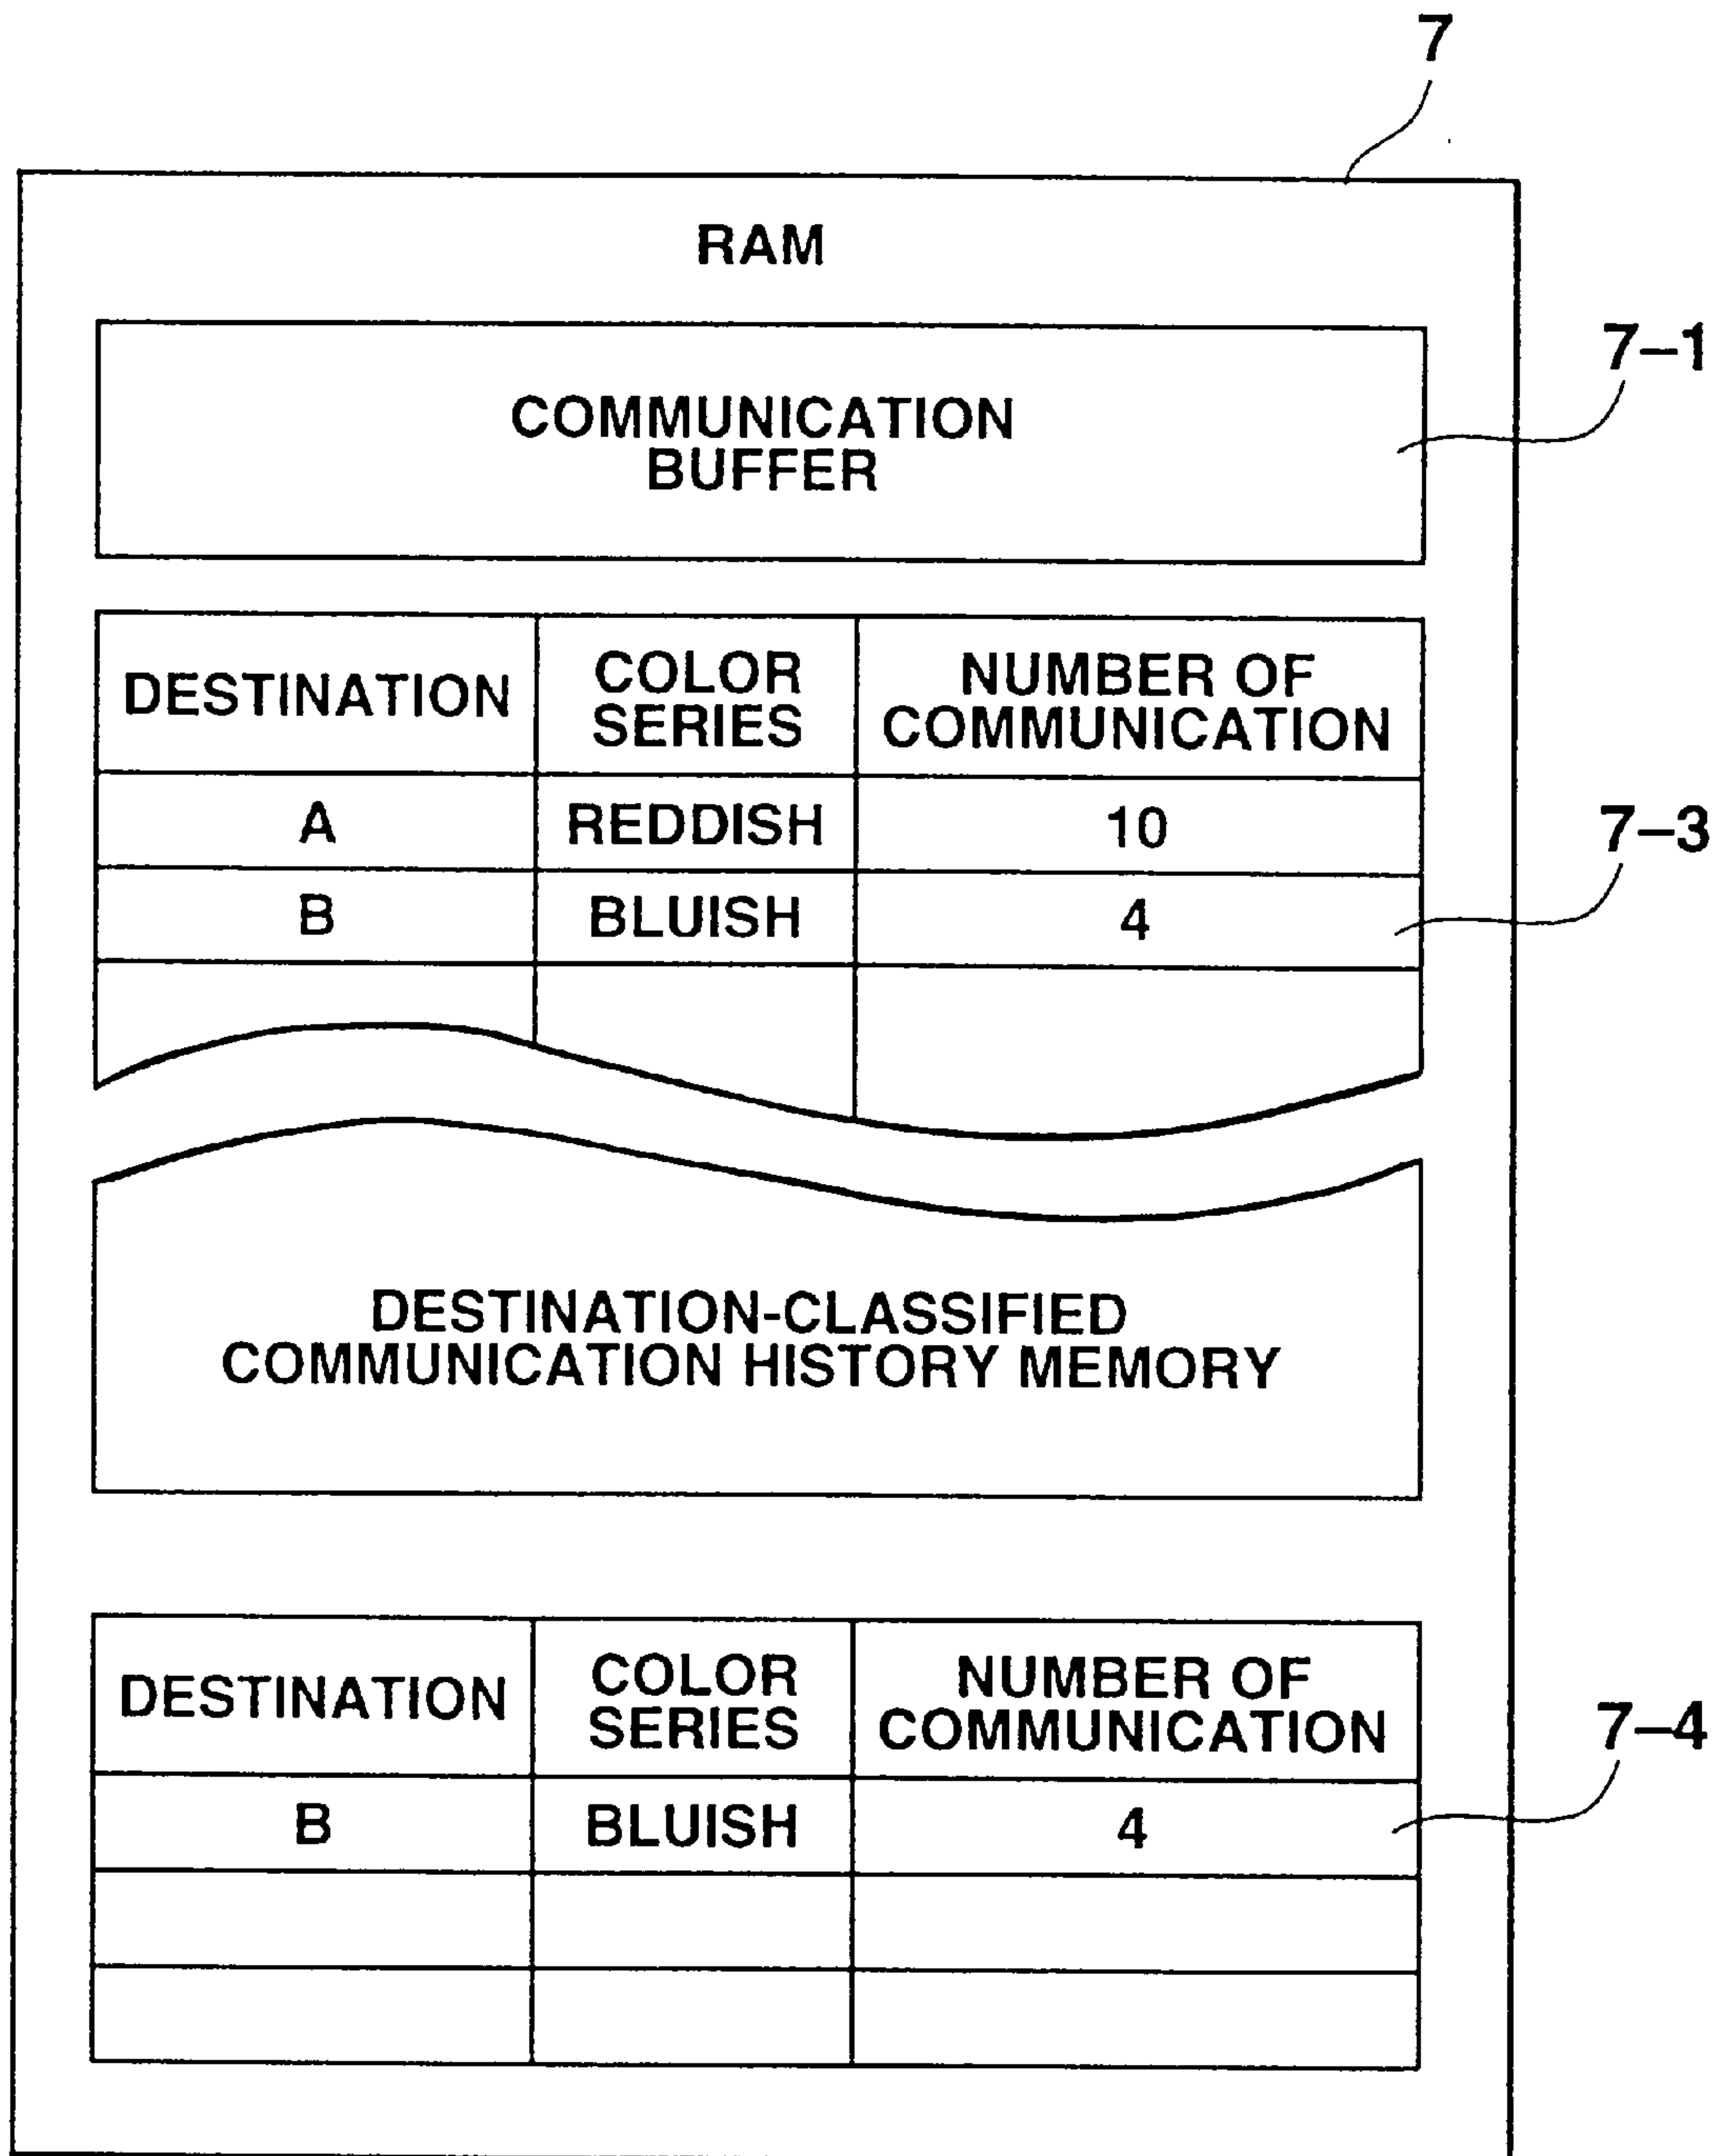 7
RAM
COMMUNICATION
BUFFER
7–1
DESTINATION
COLOR
SERIES
NUMBER OF
COMMUNICATION
A
REDDISH
10
7–3
B
BLUISH
4
DESTINATION-CLASSIFIED
COMMUNICATION HISTORY MEMORY
DESTINATION
COLOR
SERIES
NUMBER OF
COMMUNICATION
7–4
B
BLUISH
4